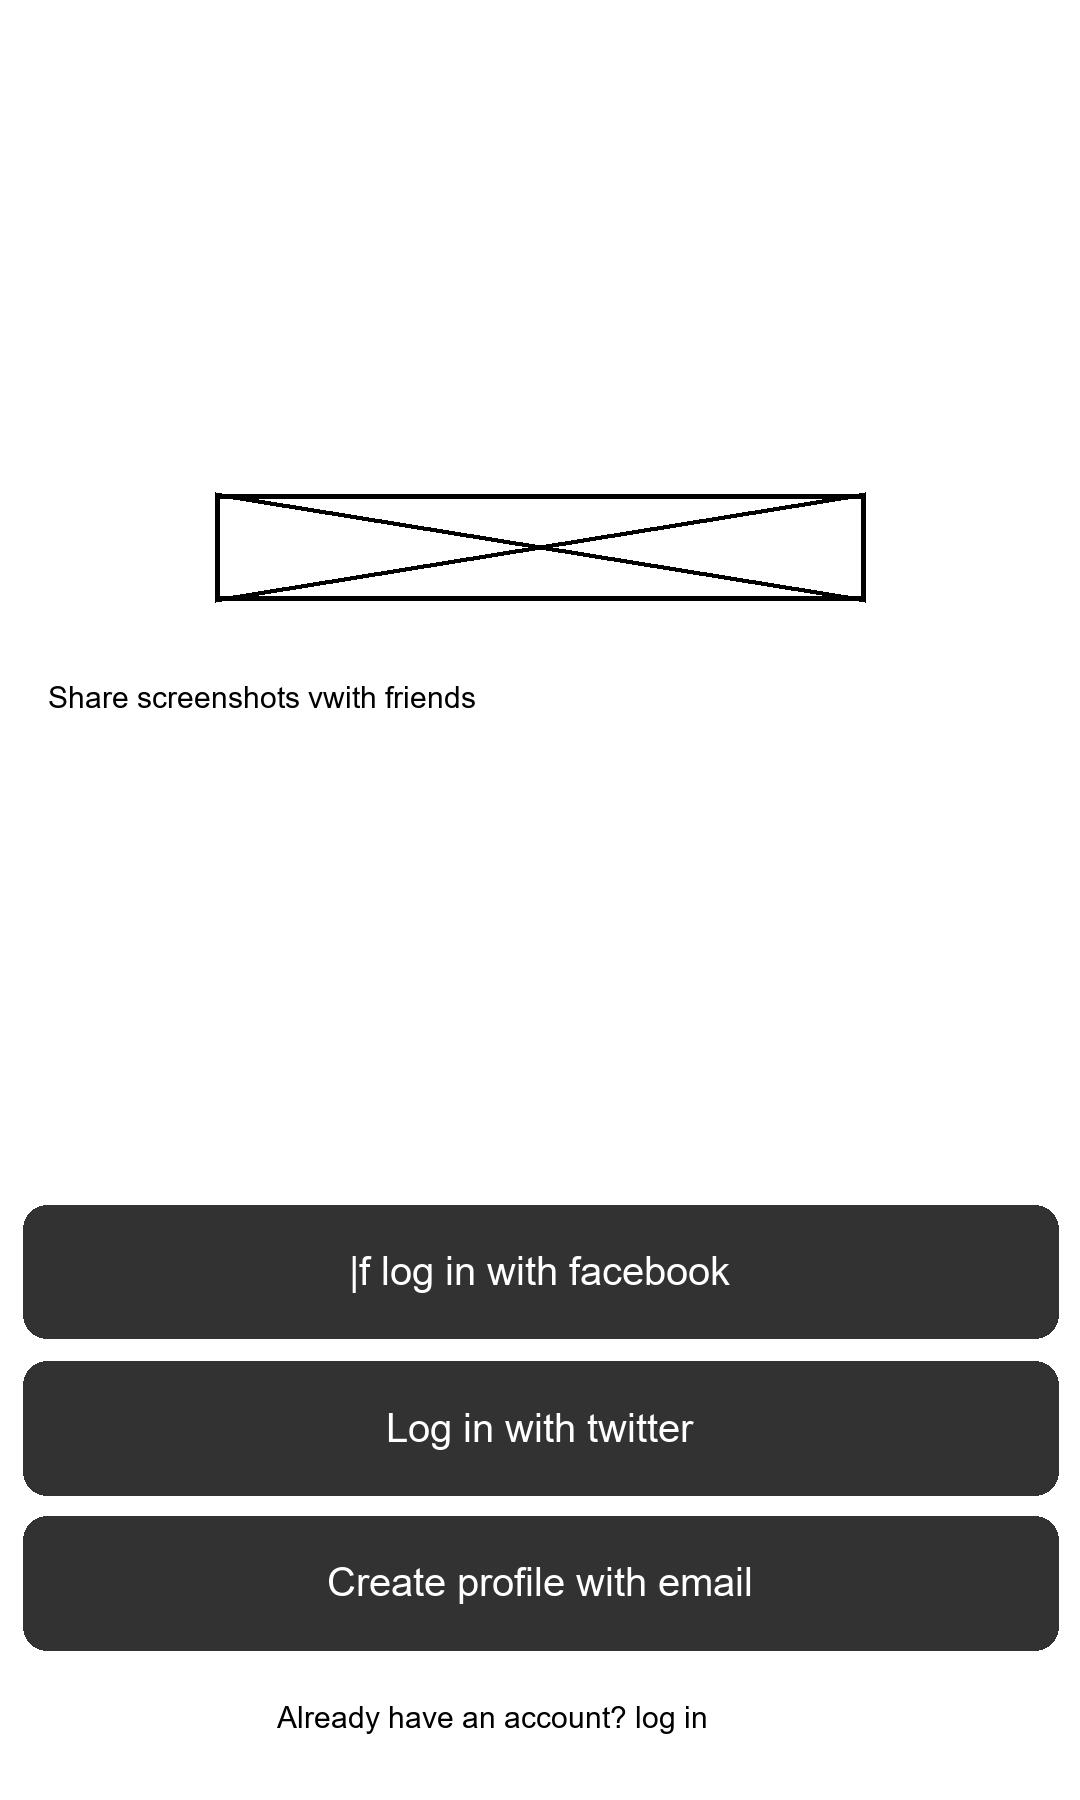 Share screenshots vwith friends
|f log in with facebook
Log in with twitter
Create profile with email
Already have an account? log in